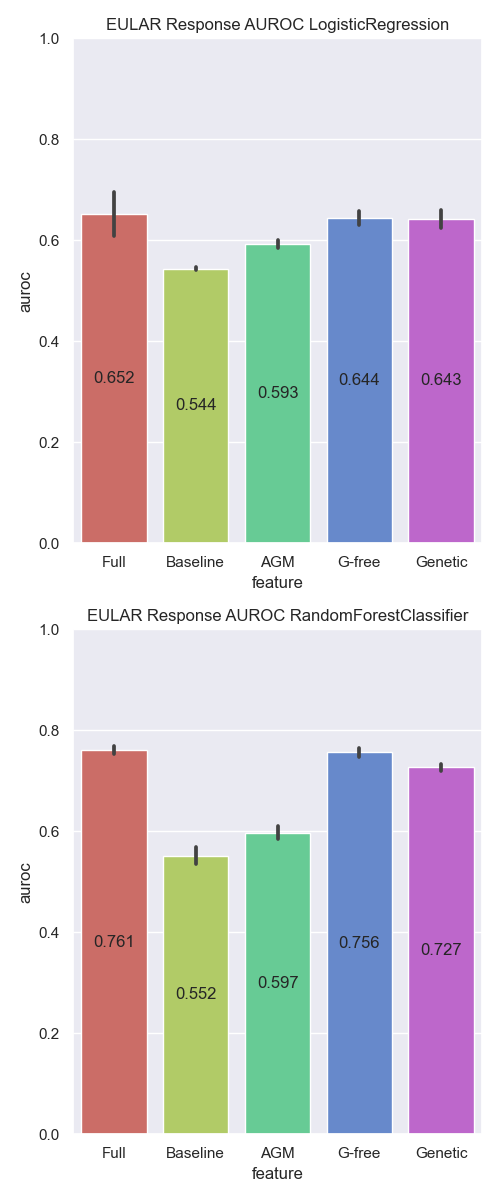 EULAR Response AUROC LogisticRegression
1.0
0.8
0.6
0.4
0.2
0.0
auroc
0.652
0.544
0.593
0.644
0.643
Full Baseline AGM G-free Genetic
feature
EULAR Response AUROC RandomForestClassifier
1.0
0.8
0.6
0.4
0.2
0.0
auroc
0.761
0.552
0.597
0.756
0.727
Full Baseline AGM G-free Genetic
feature